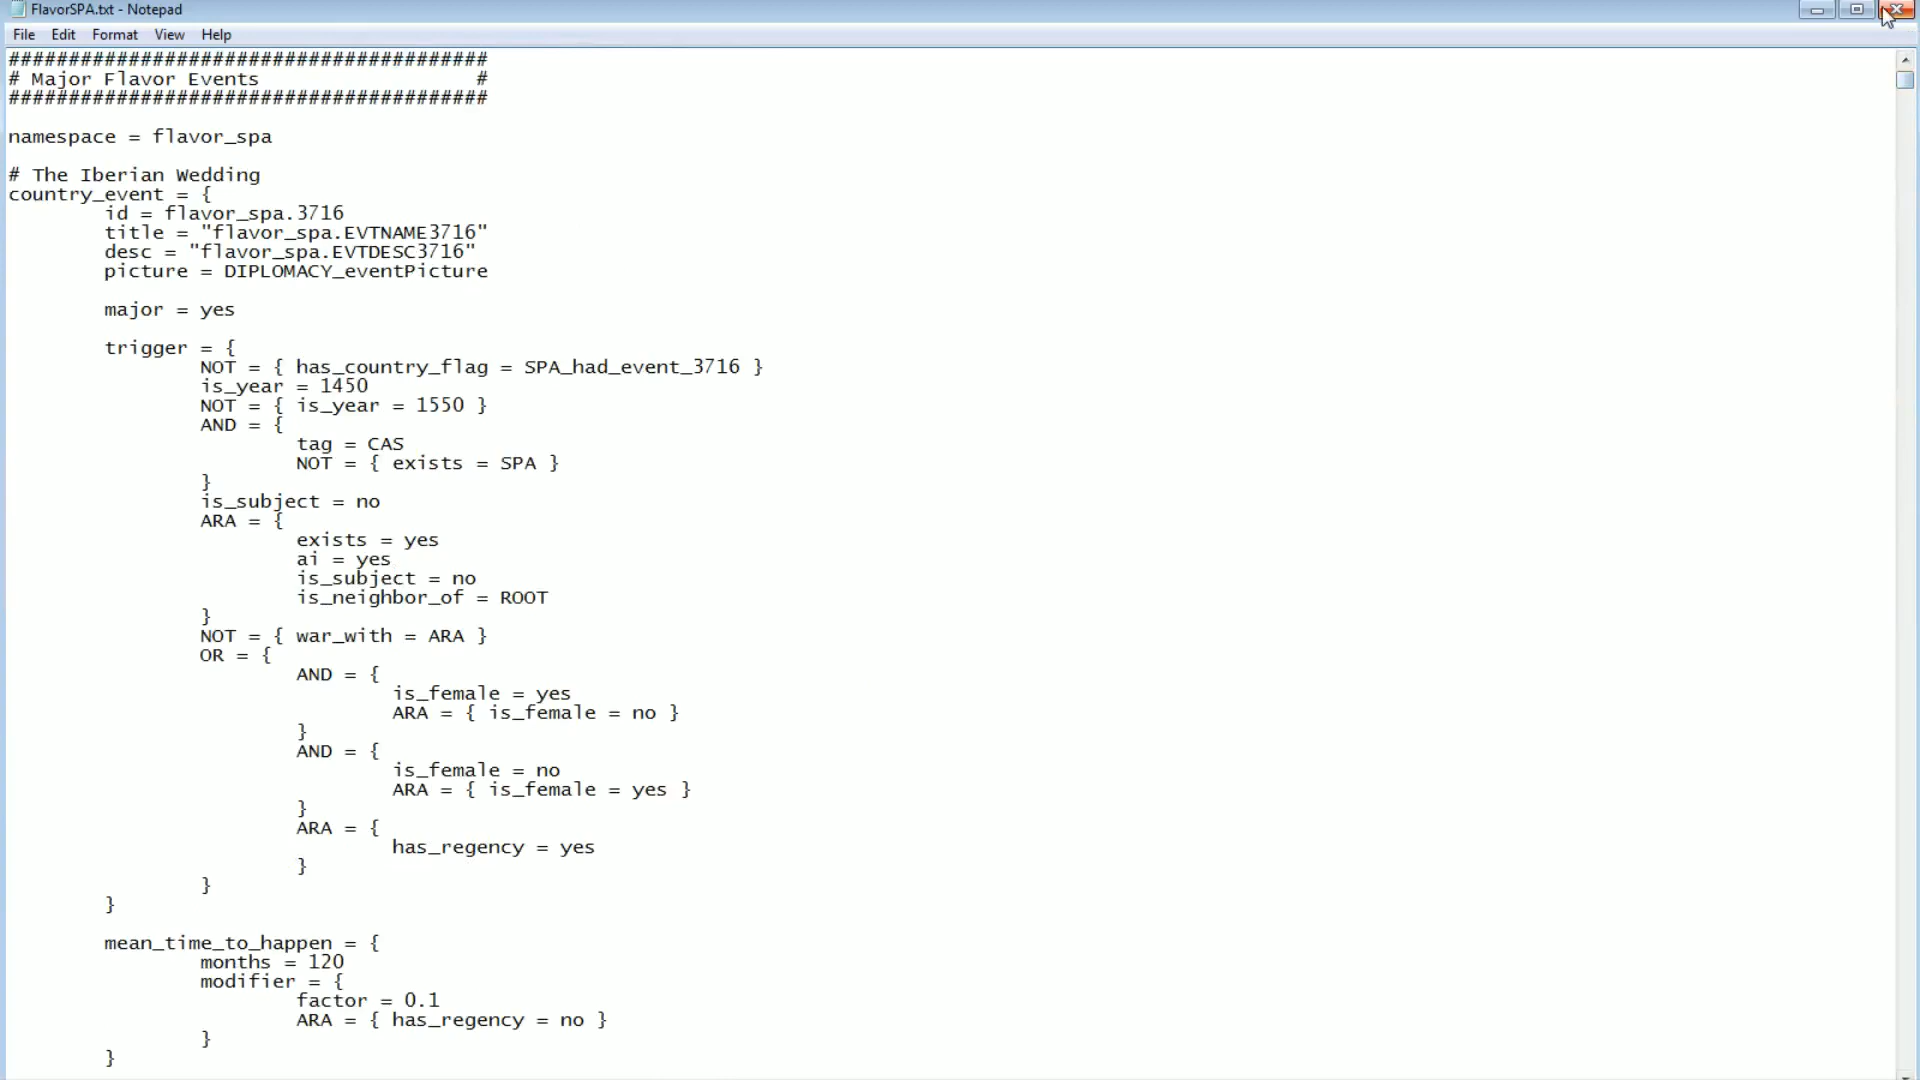 FlavorSPA.txt - Notepad
File Edit Format View Help
########################################
# Major Flavor Events                  #
########################################
namespace = flavor_spa
# The Iberian Wedding
country_event = {
id = flavor_spa.3716
title = "flavor_spa.EVTNAME3716"
desc = "flavor_spa.EVTDESC3716"
picture = DIPLOMACY_eventPicture
major = yes
trigger = {
NOT = { has_country_flag = SPA_had_event_3716 }
is_year = 1450
NOT = { is_year = 1550 }
AND = {
tag = CAS
NOT = { exists = SPA }
}
is_subject = no
ARA = {
exists = yes
ai = yes
is_subject = no
is_neighbor_of = ROOT
}
NOT = { war_with = ARA }
OR = {
AND = {
is_female = yes
ARA = { is_female = no }
}
AND = {
is_female = no
ARA = { is_female = yes }
}
ARA = {
has_regency = yes
}
}
}
mean_time_to_happen = {
months = 120
modifier = {
factor = 0.1
ARA = { has_regency = no }
}
}